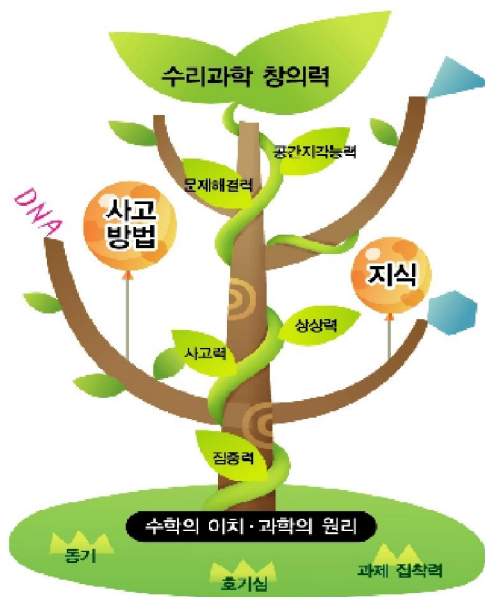 수리과학 창의력
공간지각능력
문제해결력
DNA
사고
방법
지식
상상력
사고력
집중력
수학의 이치·과학의 원리
동기
호기심
과제 집착력